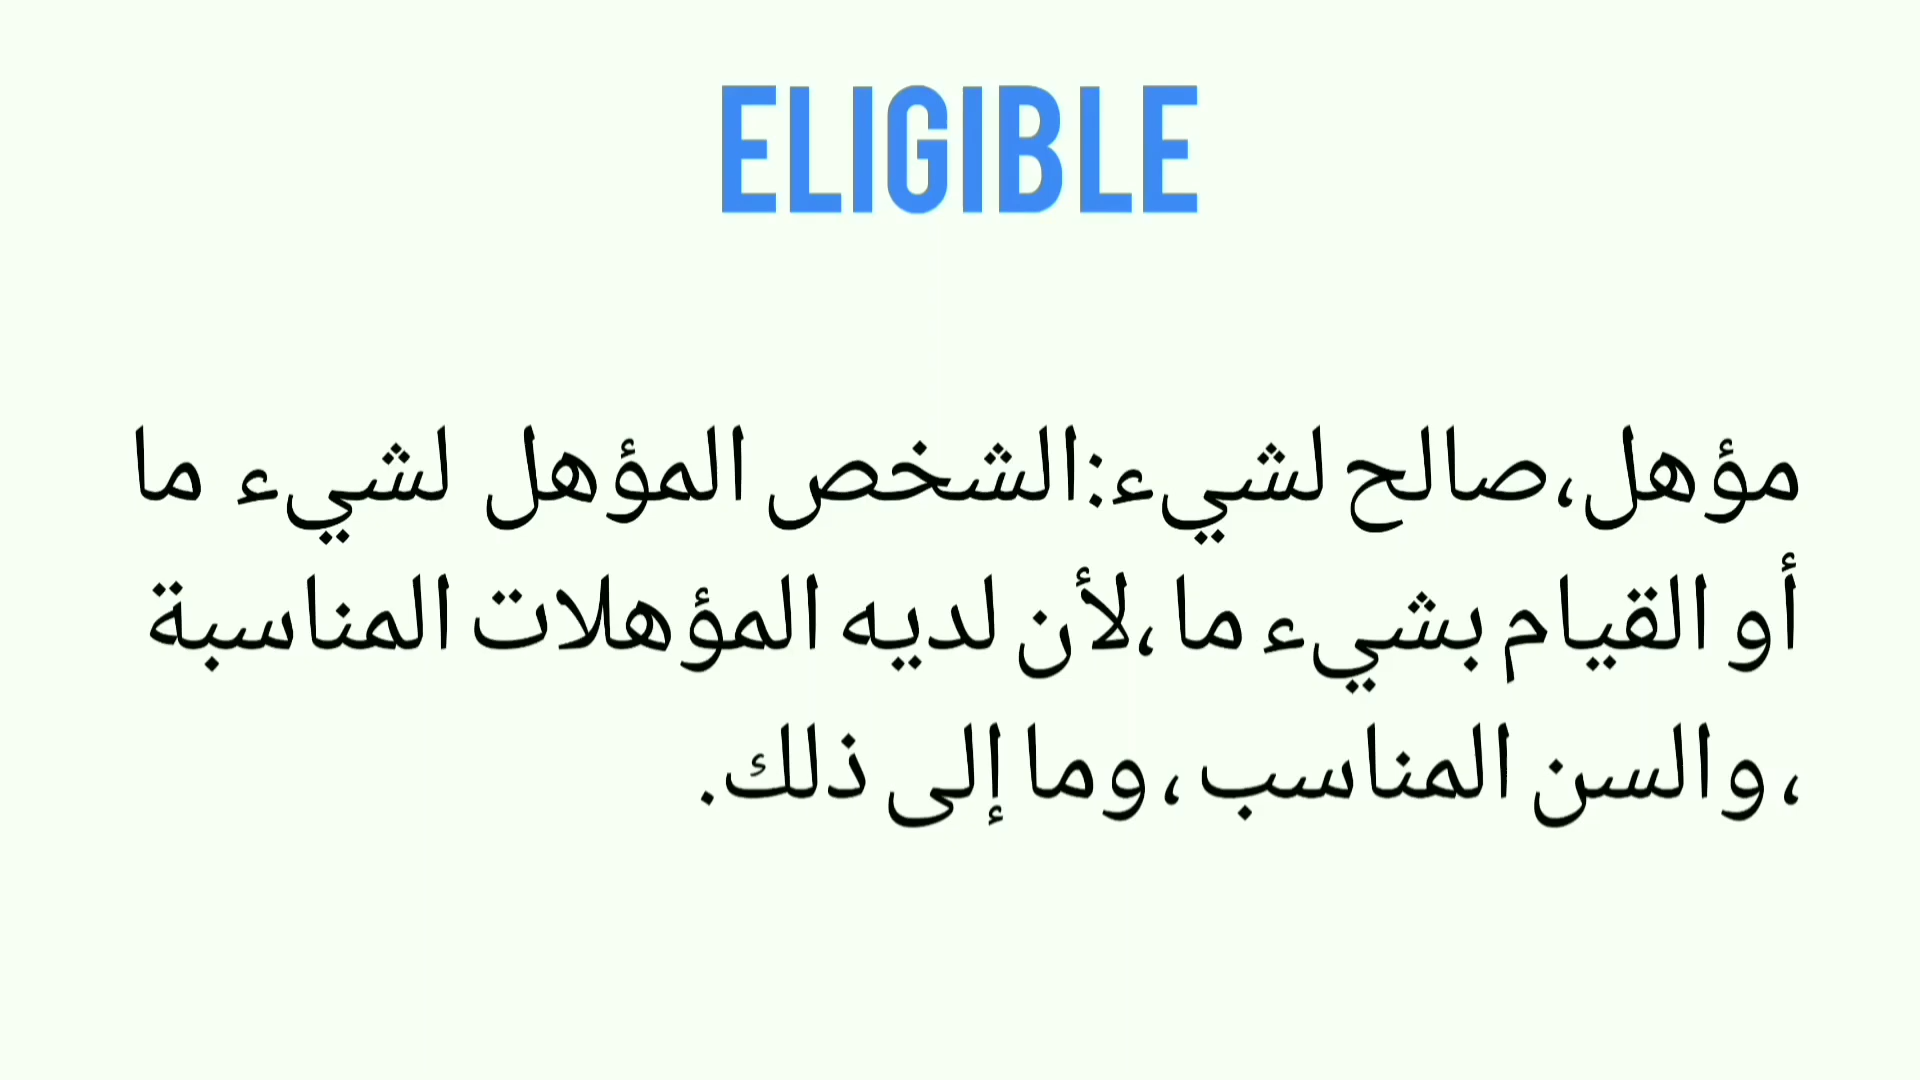 ELIGIBLE
مؤهل،صالح لشيء:الشخص المؤهل لشيء ما
أو القيام بشيء ما ،لأن لديه المؤهلات المناسبة
، والسن المناسب ، وما إلى ذلك.